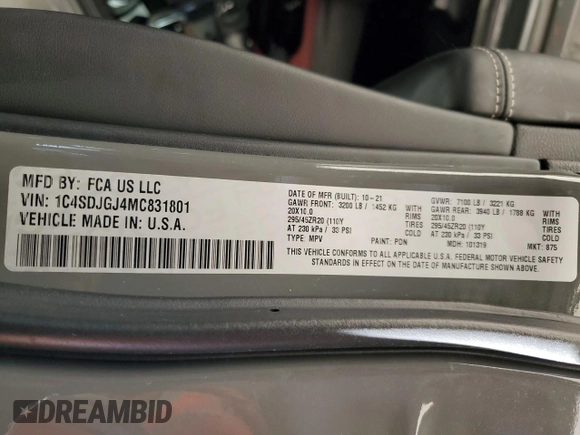 MFD BY: FCA US LLC
VIN: 1C4SDJGJ4MC831801
VEHICLE MADE IN: U.S.A.
DATE OF MFR (BUILT): 10-21 GVWR: 7100 LB / 3221 KG
GAWR FRONT: 3200 LB / 1452 KG GAWR REAR: 3940 LB / 1788 KG
20X10.0 RIMS 20X10.0 RIMS
295/45ZR20 (110Y TIRES 295/45ZR20 (110Y TIRES
AT 230 kPa / 33 PSI COLD AT 230 kPa / 33 PSI COLD
TYPE: MPV PAINT: PDN MDH: 101319 MKT: 875
THIS VEHICLE CONFORMS TO ALL APPLICABLE U.S.A. FEDERAL MOTOR VEHICLE SAFETY
STANDARDS IN EFFECT ON THE DATE OF MANUFACTURE SHOWN ABOVE.
DREAMBID